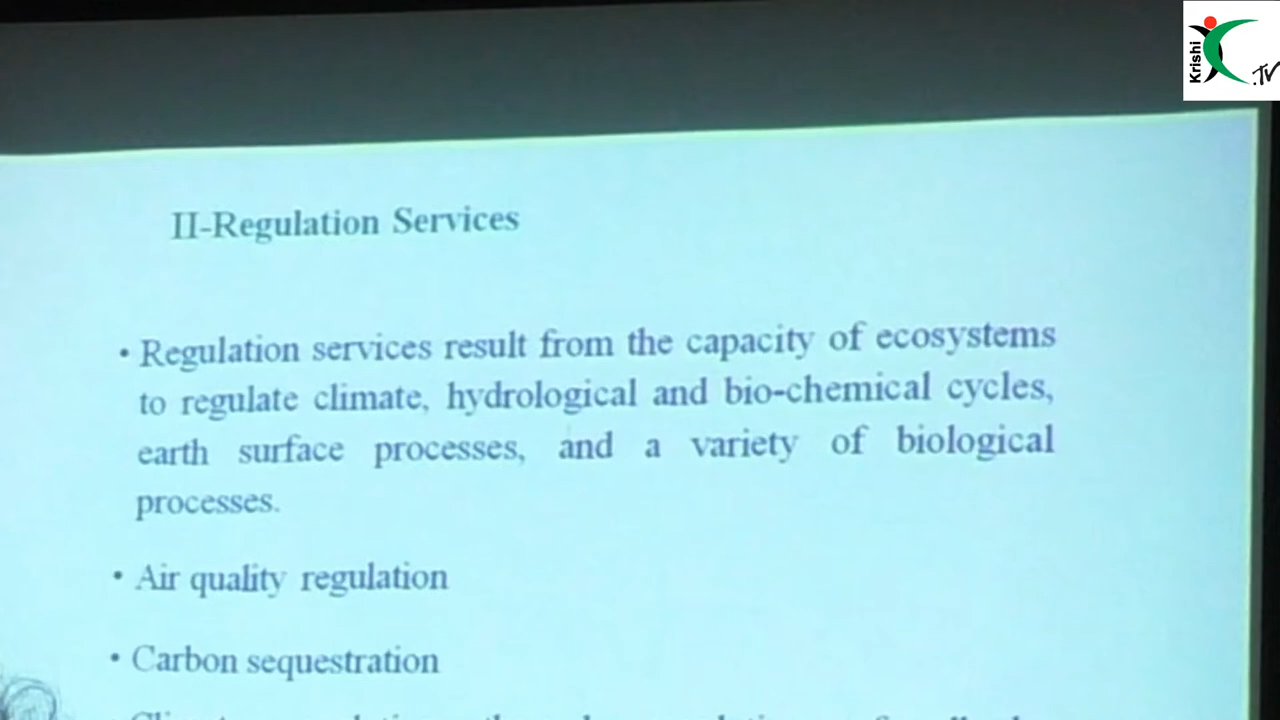 Krishi
.TV
II-Regulation Services
• Regulation services result from the capacity of ecosystems
to regulate climate, hydrological and bio-chemical cycles,
earth surface processes, and a variety of biological
processes.
• Air quality regulation
• Carbon sequestration